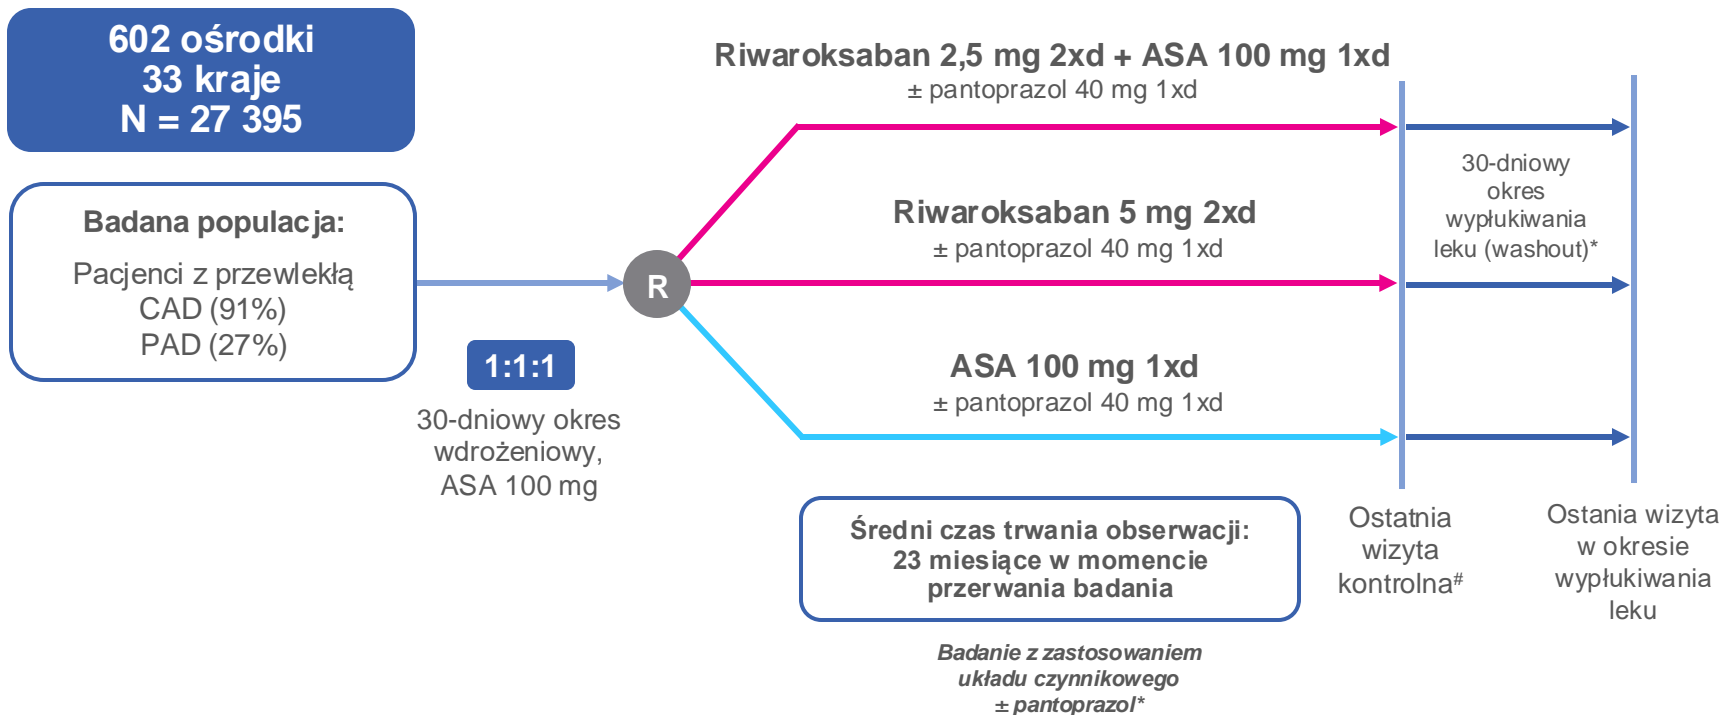 602 ośrodki
33 kraje
N = 27 395
Badana populacja:
Pacjenci z przewlekłą
CAD (91%)
PAD (27%)
1:1:1
30-dniowy okres
wdrożeniowy,
ASA 100 mg
R
Riwaroksaban 2,5 mg 2xd + ASA 100 mg 1xd
± pantoprazol 40 mg 1xd
Riwaroksaban 5 mg 2xd
± pantoprazol 40 mg 1xd
ASA 100 mg 1xd
± pantoprazol 40 mg 1xd
30-dniowy
okres
wypłukiwania
leku (washout)*
Średni czas trwania obserwacji:
23 miesiące w momencie
przerwania badania
Badanie z zastosowaniem
układu czynnikowego
± pantoprazol*
Ostatnia
wizyta
kontrolna#
Ostania wizyta
w okresie
wypłukiwania
leku